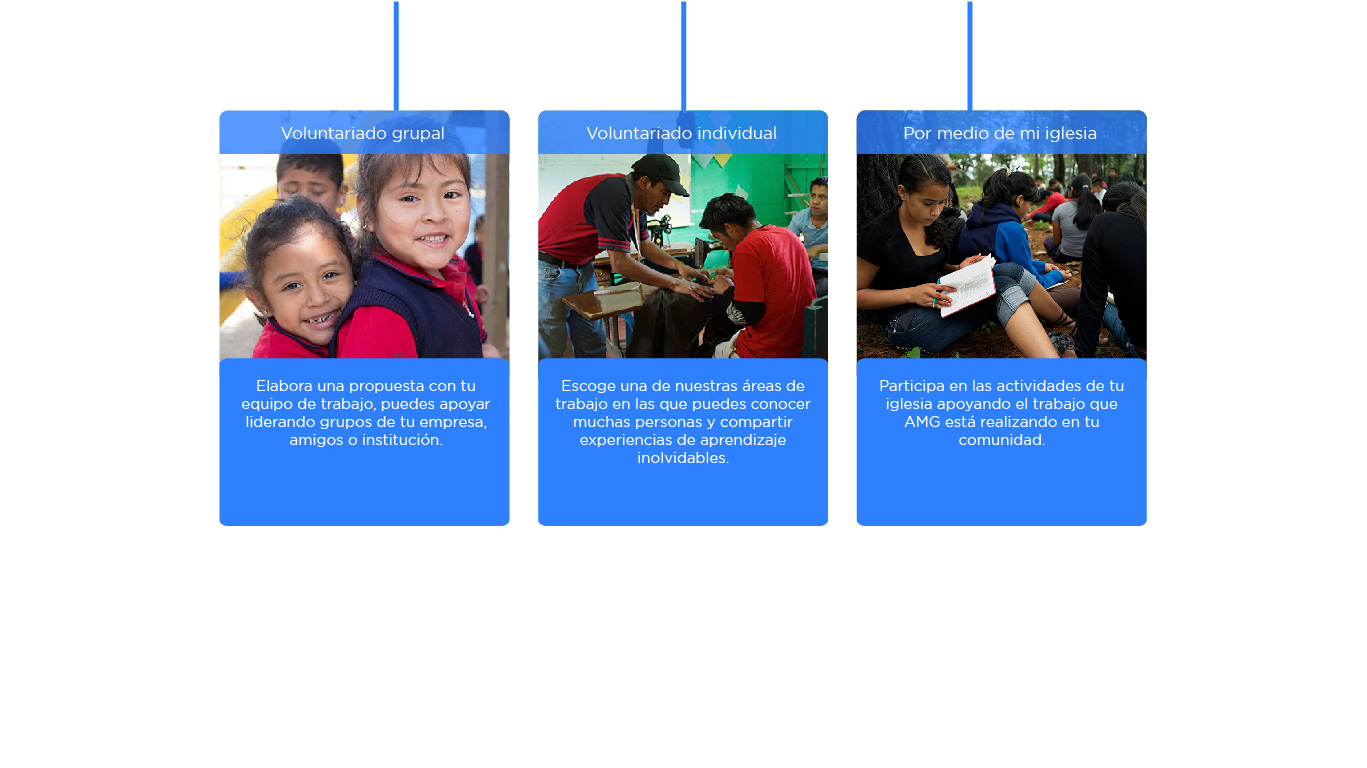 Voluntariado grupal
Elabora una propuesta con tu
equipo de trabajo, puedes apoyar
liderando grupos de tu empresa,
amigos o institución.
Voluntariado individual
Escoge una de nuestras áreas de
trabajo en las que puedes conocer
muchas personas y compartir
experiencias de aprendizaje
inolvidables.
Por medio de mi iglesia
Participa en las actividades de tu
iglesia apoyando el trabajo que
AMG está realizando en tu
comunidad.